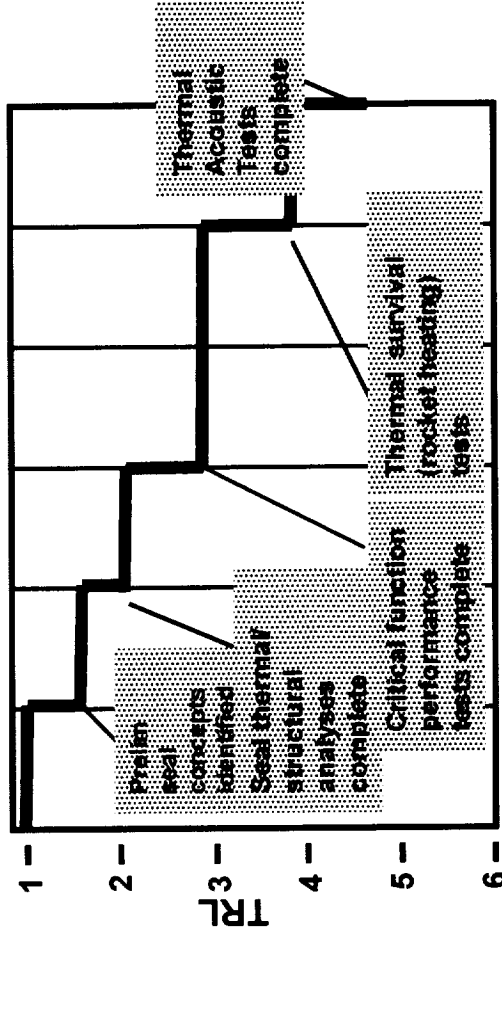 TRL
1
2
3
4
5
6
Prelim
seal
concepts
identified
Seal thermal/
structural
analyses
complete
Critical function
performance
tests complete
Thermal survival
(rocket heating)
tests
Thermal
Acoustic
Tests
complete